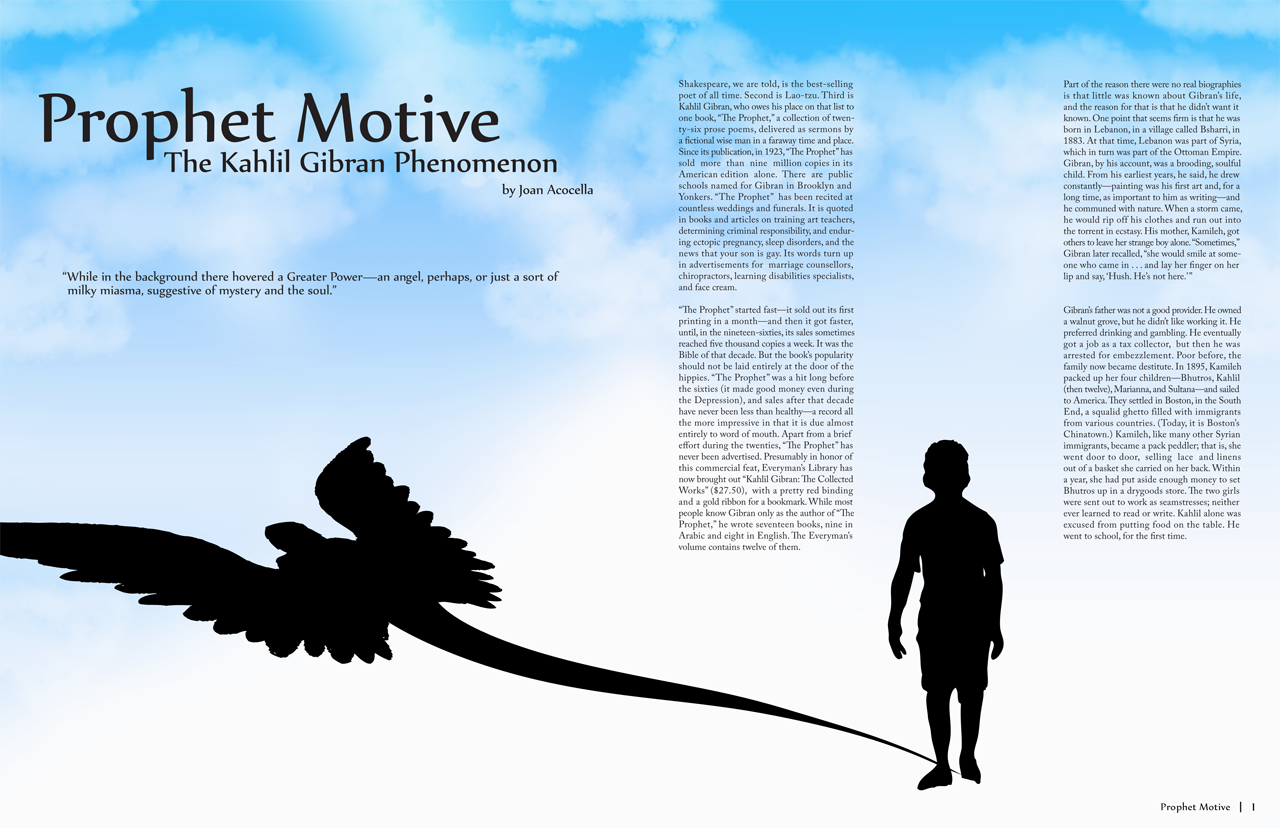 Prophet Motive
The Kahlil Gibran Phenomenon
by Joan Acocella
“While in the background there hovered a Greater Power—an angel, perhaps, or just a sort of
milky miasma, suggestive of mystery and the soul.”
Shakespeare, we are told, is the best-selling
poet of all time. Second is Lao-tzu. Third is
Kahlil Gibran, who owes his place on that list to
one book, “The Prophet,” a collection of twen-
ty-six prose poems, delivered as sermons by
a fictional wise man in a faraway time and place.
Since its publication, in 1923, “The Prophet” has
sold more than nine million copies in its
American edition alone. There are public
schools named for Gibran in Brooklyn and
Yonkers. “The Prophet” has been recited at
countless weddings and funerals. It is quoted
in books and articles on training art teachers,
determining criminal responsibility, and endur-
ing ectopic pregnancy, sleep disorders, and the
news that your son is gay. Its words turn up
in advertisements for marriage counsellors,
chiropractors, learning disabilities specialists,
and face cream.
“The Prophet” started fast—it sold out its first
printing in a month—and then it got faster,
until, in the nineteen-sixties, its sales sometimes
reached five thousand copies a week. It was the
Bible of that decade. But the book’s popularity
should not be laid entirely at the door of the
hippies. “The Prophet” was a hit long before
the sixties (it made good money even during
the Depression), and sales after that decade
have never been less than healthy—a record all
the more impressive in that it is due almost
entirely to word of mouth. Apart from a brief
effort during the twenties, “The Prophet” has
never been advertised. Presumably in honor of
this commercial feat, Everyman’s Library has
now brought out “Kahlil Gibran: The Collected
Works” ($27.50), with a pretty red binding
and a gold ribbon for a bookmark. While most
people know Gibran only as the author of “The
Prophet,” he wrote seventeen books, nine in
Arabic and eight in English. The Everyman’s
volume contains twelve of them.
Part of the reason there were no real biographies
is that little was known about Gibran’s life,
and the reason for that is that he didn’t want it
known. One point that seems firm is that he was
born in Lebanon, in a village called Bsharri, in
1883. At that time, Lebanon was part of Syria,
which in turn was part of the Ottoman Empire.
Gibran, by his account, was a brooding, soulful
child. From his earliest years, he said, he drew
constantly—painting was his first art and, for a
long time, as important to him as writing—and
he communed with nature. When a storm came,
he would rip off his clothes and run out into
the torrent in ecstasy. His mother, Kamileh, got
others to leave her strange boy alone. “Sometimes,”
Gibran later recalled, “she would smile at some-
one who came in . . . and lay her finger on her
lip and say, ‘Hush. He’s not here.’”
Gibran’s father was not a good provider. He owned
a walnut grove, but he didn’t like working it. He
preferred drinking and gambling. He eventually
got a job as a tax collector, but then he was
arrested for embezzlement. Poor before, the
family now became destitute. In 1895, Kamileh
packed up her four children—Bhutros, Kahlil
(then twelve), Marianna, and Sultana—and sailed
to America. They settled in Boston, in the South
End, a squalid ghetto filled with immigrants
from various countries. (Today, it is Boston’s
Chinatown.) Kamileh, like many other Syrian
immigrants, became a pack peddler; that is, she
went door to door, selling lace and linens
out of a basket she carried on her back. Within
a year, she had put aside enough money to set
Bhutros up in a drygoods store. The two girls
were sent out to work as seamstresses; neither
ever learned to read or write. Kahlil alone was
excused from putting food on the table. He
went to school, for the first time.
Prophet Motive | 1